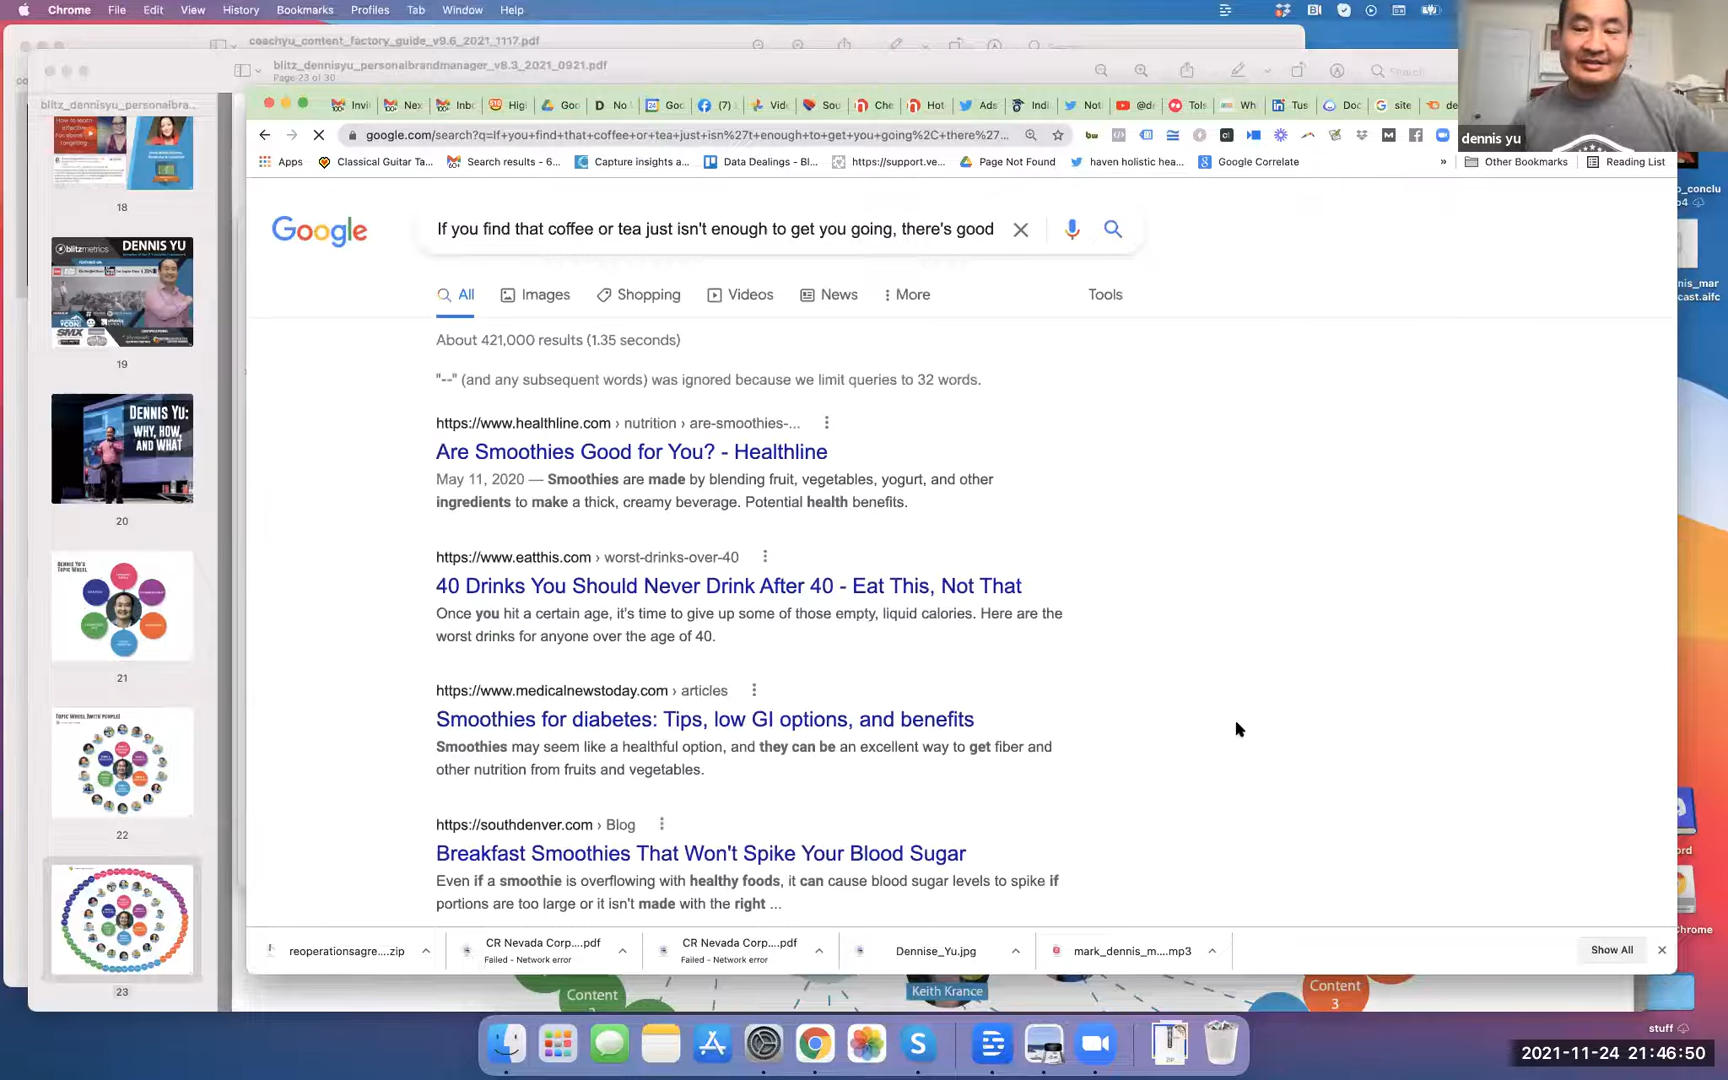 Chrome File Edit View History Bookmarks Profiles Tab Window Help
coachyu_content_factory_guide_v9.6_2021_1117.pdf
blitz_dennisyu_personalbrandmanager_v8.3_2021_0921.pdf
Page 23 of 30
Search
blitz_dennisyu_personalbra...
google.com/search?q=If+you+find+that+coffee+or+tea+just+isn%27t+enough+to+get+you+going%2C+there%27...
dennis yu
Apps Classical Guitar Ta... Search results - 6... Capture insights a... Data Dealings - Bl... https://support.ve... Page Not Found haven holistic hea... Google Correlate » Other Bookmarks Reading List
18
blitzmetrics DENNIS YU
19
DENNIS YU:
WHY, HOW,
AND WHAT
20
DENNIS YU'S
TOPIC WHEEL
21
TOPIC WHEEL (WITH PEOPLE)
22
23
Google
If you find that coffee or tea just isn't enough to get you going, there's good
All Images Shopping Videos News More Tools
About 421,000 results (1.35 seconds)
"--" (and any subsequent words) was ignored because we limit queries to 32 words.
https://www.healthline.com › nutrition › are-smoothies-...
Are Smoothies Good for You? - Healthline
May 11, 2020 — Smoothies are made by blending fruit, vegetables, yogurt, and other
ingredients to make a thick, creamy beverage. Potential health benefits.
https://www.eatthis.com › worst-drinks-over-40
40 Drinks You Should Never Drink After 40 - Eat This, Not That
Once you hit a certain age, it's time to give up some of those empty, liquid calories. Here are the
worst drinks for anyone over the age of 40.
https://www.medicalnewstoday.com › articles
Smoothies for diabetes: Tips, low GI options, and benefits
Smoothies may seem like a healthful option, and they can be an excellent way to get fiber and
other nutrition from fruits and vegetables.
https://southdenver.com › Blog
Breakfast Smoothies That Won't Spike Your Blood Sugar
Even if a smoothie is overflowing with healthy foods, it can cause blood sugar levels to spike if
portions are too large or it isn't made with the right ...
reoperationsagre....zip
CR Nevada Corp....pdf
Failed - Network error
CR Nevada Corp....pdf
Failed - Network error
Dennise_Yu.jpg
mark_dennis_m....mp3
Show All
Content
Keith Krance
Content
3
stuff
2021-11-24 21:46:50